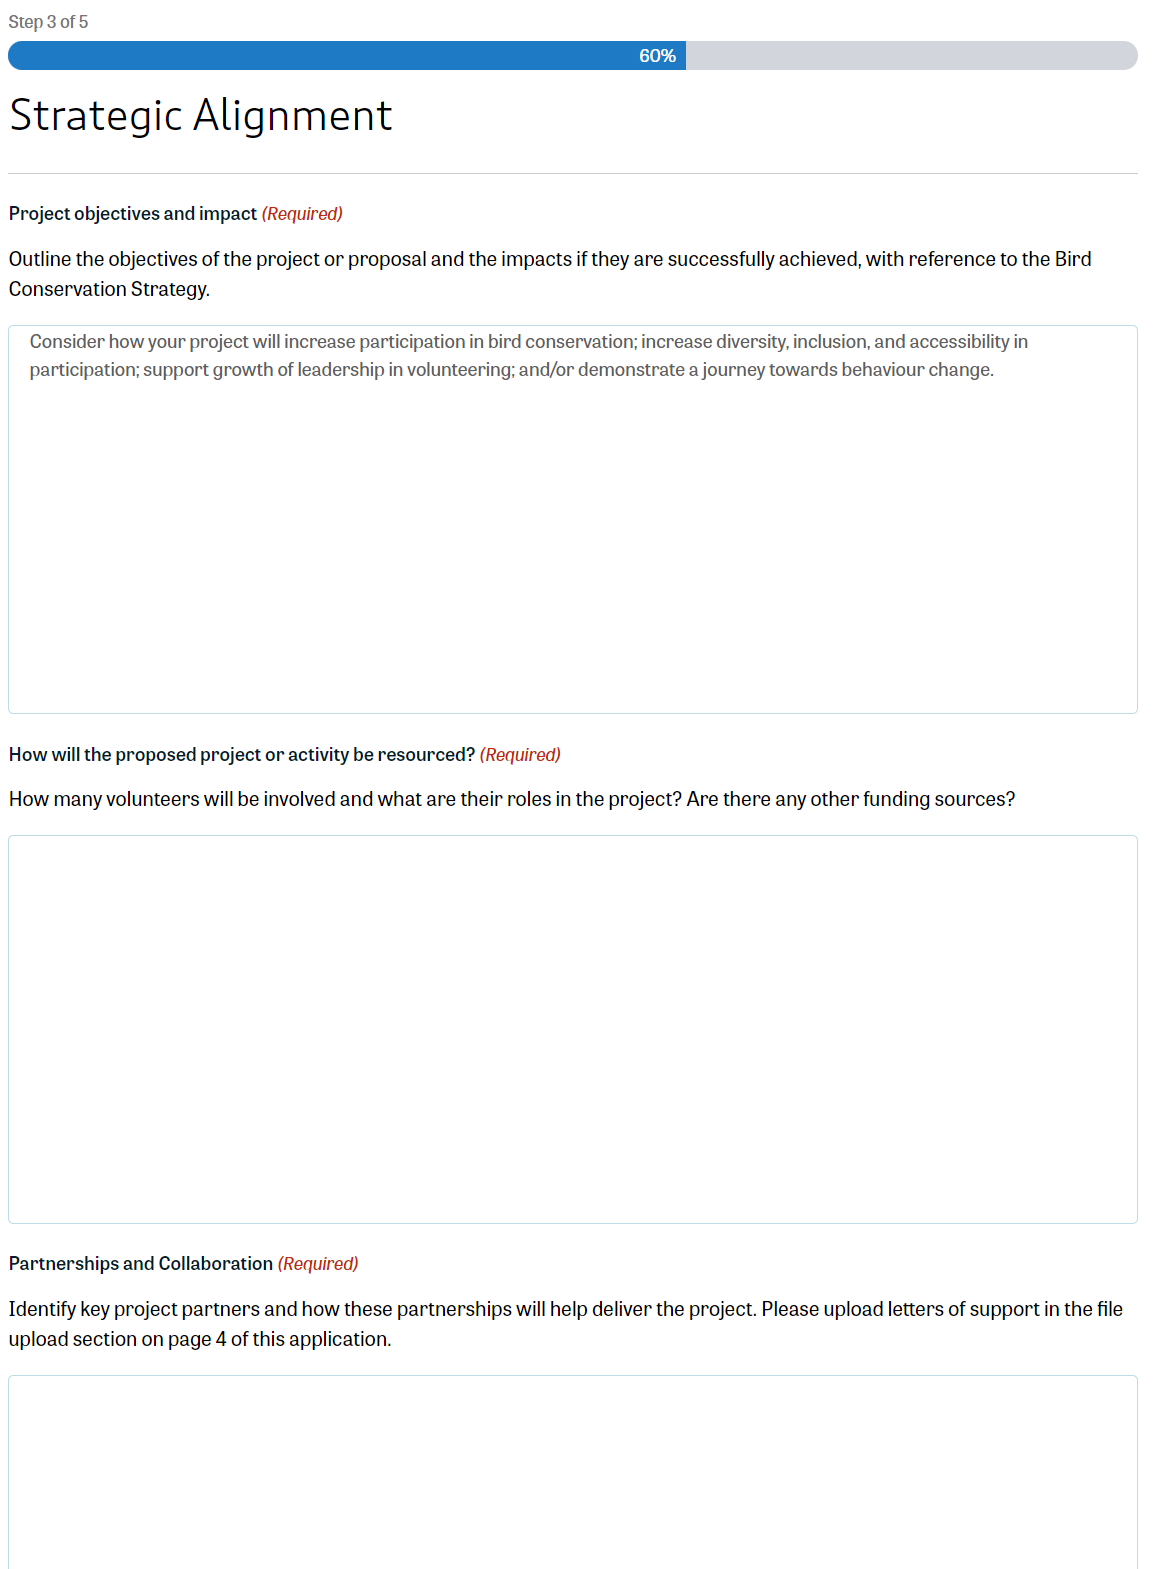 Step 3 of 5
60%
Strategic Alignment
Project objectives and impact (Required)
Outline the objectives of the project or proposal and the impacts if they are successfully achieved, with reference to the Bird
Conservation Strategy.
Consider how your project will increase participation in bird conservation; increase diversity, inclusion, and accessibility in
participation; support growth of leadership in volunteering; and/or demonstrate a journey towards behaviour change.
How will the proposed project or activity be resourced? (Required)
How many volunteers will be involved and what are their roles in the project? Are there any other funding sources?
Partnerships and Collaboration (Required)
Identify key project partners and how these partnerships will help deliver the project. Please upload letters of support in the file
upload section on page 4 of this application.